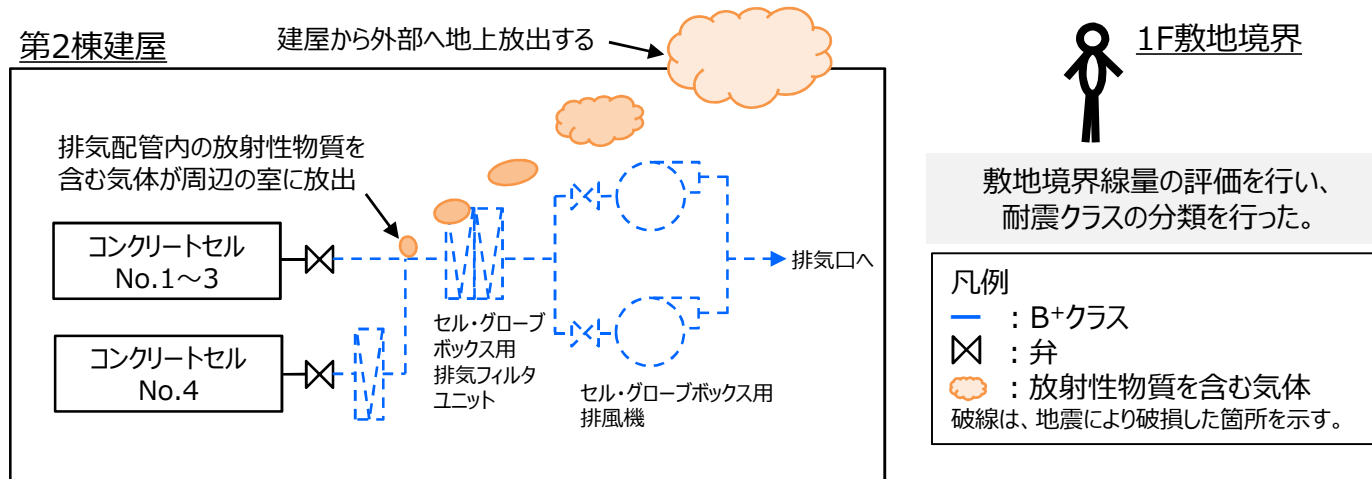 第2棟建屋
建屋から外部へ地上放出する
1F敷地境界
排気配管内の放射性物質を
含む気体が周辺の室に放出
コンクリートセル
No.1～3
コンクリートセル
No.4
セル・グローブ
ボックス用
排気フィルタ
ユニット
セル・グローブボックス用
排風機
排気口へ
敷地境界線量の評価を行い、
耐震クラスの分類を行った。
凡例
：B⁺クラス
：弁
：放射性物質を含む気体
破線は、地震により破損した箇所を示す。